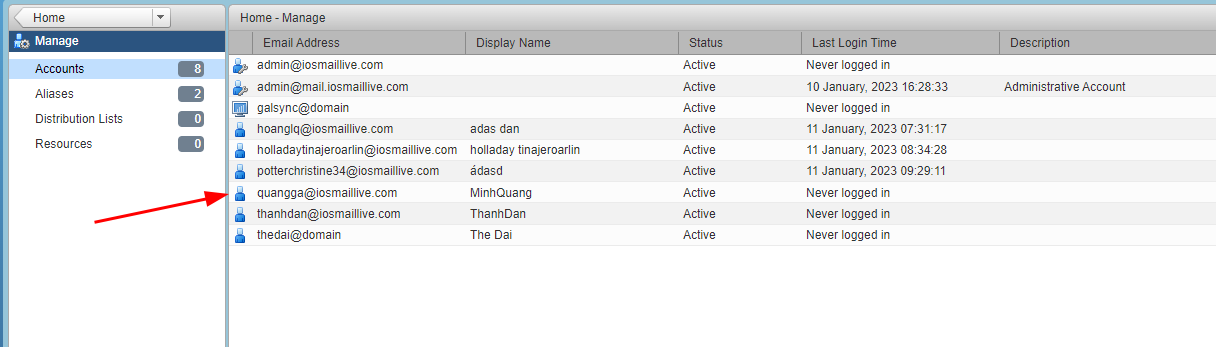 Home
Home - Manage
Manage
Accounts 8
Aliases 2
Distribution Lists 0
Resources 0
Email Address Display Name Status Last Login Time Description
admin@iosmaillive.com Active Never logged in
admin@mail.iosmaillive.com Active 10 January, 2023 16:28:33 Administrative Account
galsync@domain Active Never logged in
hoanglq@iosmaillive.com adas dan Active 11 January, 2023 07:31:17
holladaytinajeroarlin@iosmaillive.com holladay tinajeroarlin Active 11 January, 2023 08:34:28
potterchristine34@iosmaillive.com ádasd Active 11 January, 2023 09:29:11
quangga@iosmaillive.com MinhQuang Active Never logged in
thanhdan@iosmaillive.com ThanhDan Active Never logged in
thedai@domain The Dai Active Never logged in